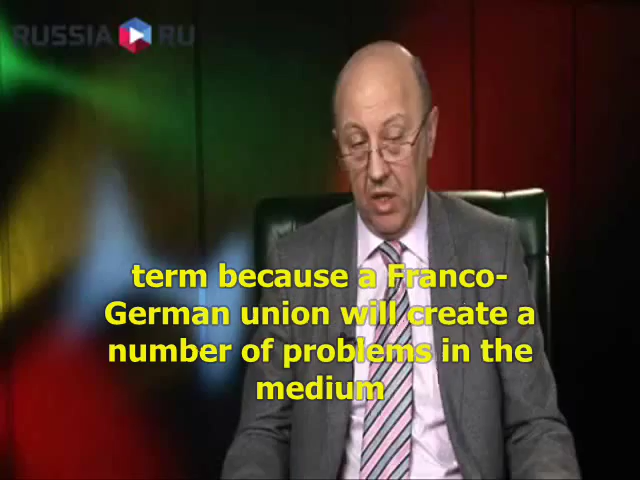 RUSSIA RU
term because a Franco-
German union will create a
number of problems in the
medium